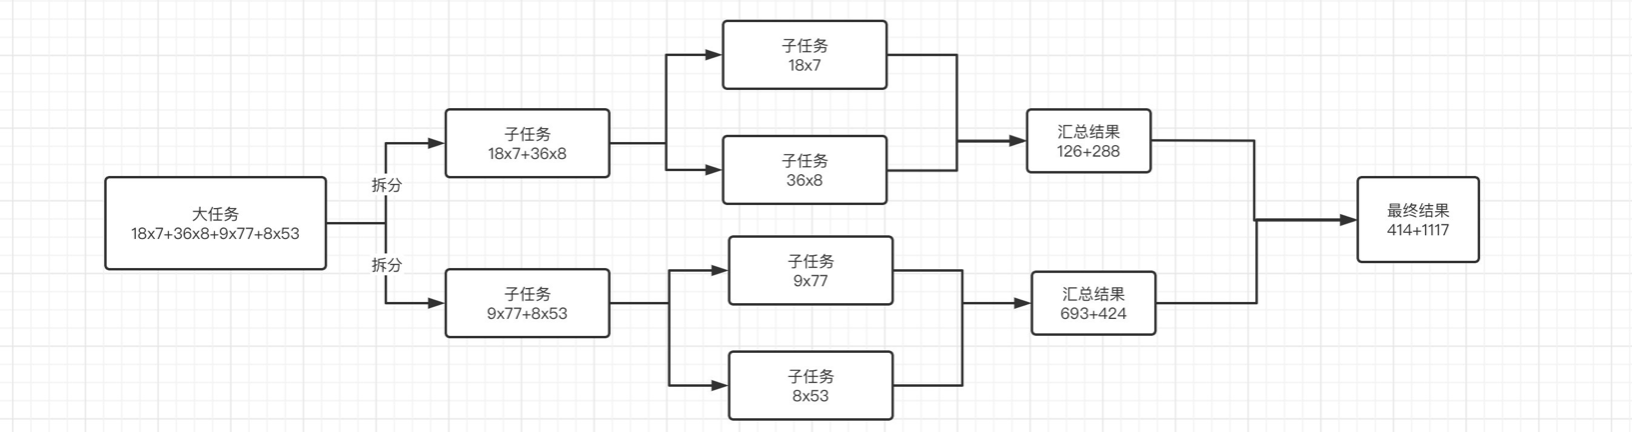 大任务
18x7+36x8+9x77+8x53
拆分
拆分
子任务
18x7+36x8
子任务
9x77+8x53
子任务
18x7
子任务
36x8
子任务
9x77
子任务
8x53
汇总结果
126+288
汇总结果
693+424
最终结果
414+1117